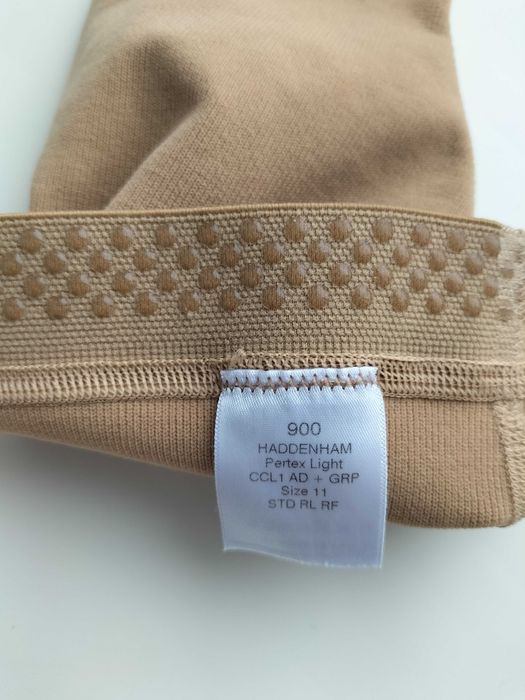 900
HADDENHAM
Pertex Light
CCL1 AD + GRP
Size 11
STD RL RF